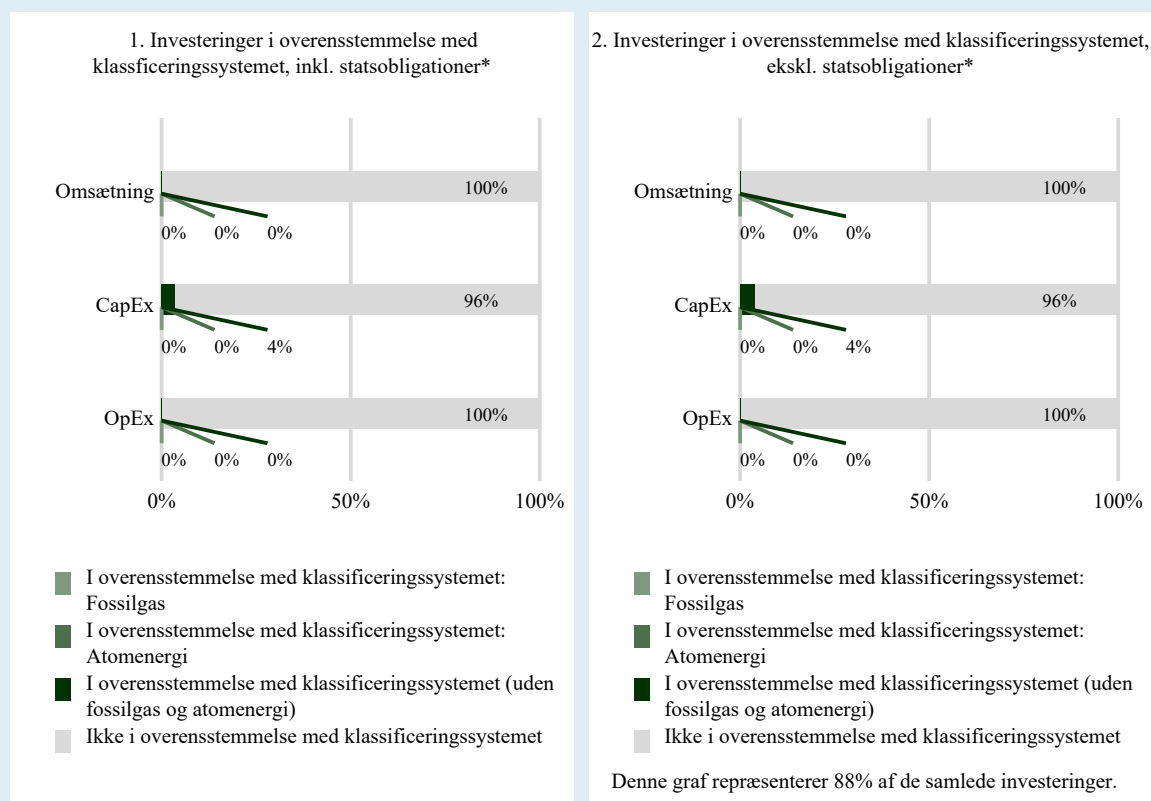 1. Investeringer i overensstemmelse med
klassficeringssystemet, inkl. statsobligationer*
Omsætning
100%
0% 0% 0%
CapEx
96%
0% 0% 4%
OpEx
100%
0% 0% 0%
0% 50% 100%
I overensstemmelse med klassificeringssystemet:
Fossilgas
I overensstemmelse med klassificeringssystemet:
Atomenergi
I overensstemmelse med klassificeringssystemet (uden
fossilgas og atomenergi)
Ikke i overensstemmelse med klassificeringssystemet
2. Investeringer i overensstemmelse med klassificeringssystemet,
ekskl. statsobligationer*
Omsætning
100%
0% 0% 0%
CapEx
96%
0% 0% 4%
OpEx
100%
0% 0% 0%
0% 50% 100%
I overensstemmelse med klassificeringssystemet:
Fossilgas
I overensstemmelse med klassificeringssystemet:
Atomenergi
I overensstemmelse med klassificeringssystemet (uden
fossilgas og atomenergi)
Ikke i overensstemmelse med klassificeringssystemet
Denne graf repræsenterer 88% af de samlede investeringer.